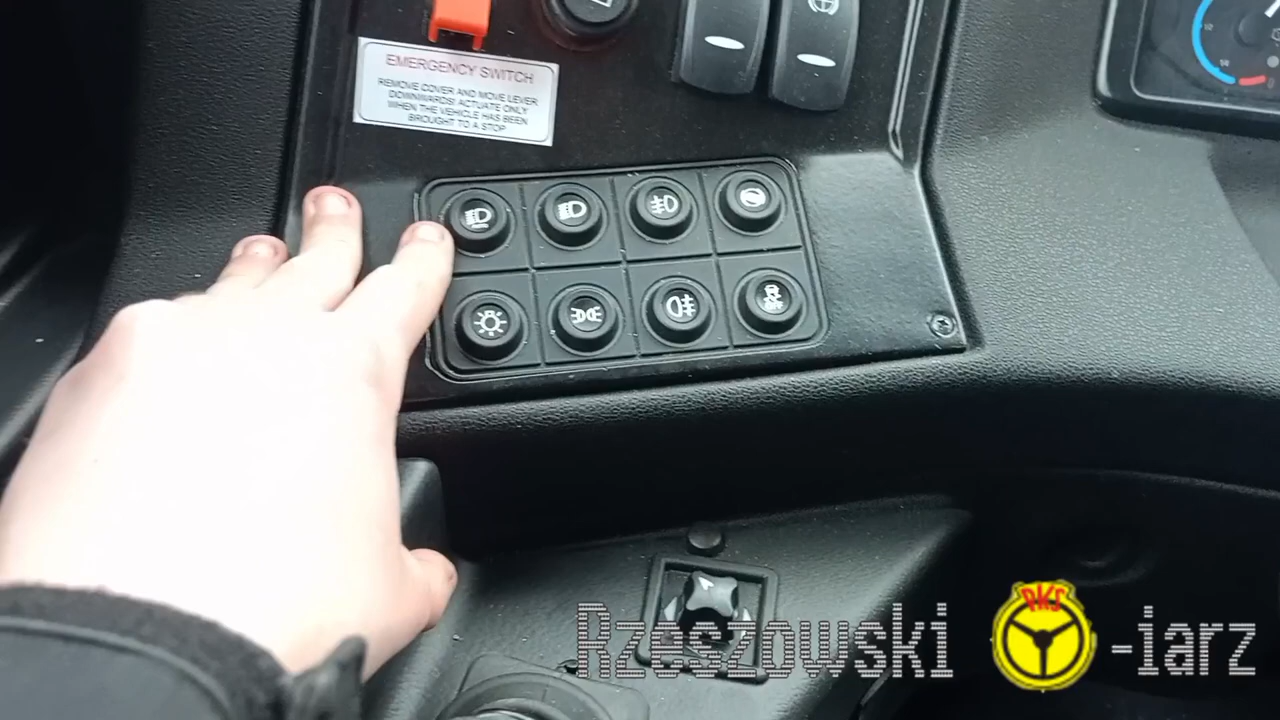 EMERGENCY SWITCH
REMOVE COVER AND MOVE LEVER
DOWNWARDS! ACTUATE ONLY
WHEN THE VEHICLE HAS BEEN
BROUGHT TO A STOP
Rzeszowski PKS -iarz